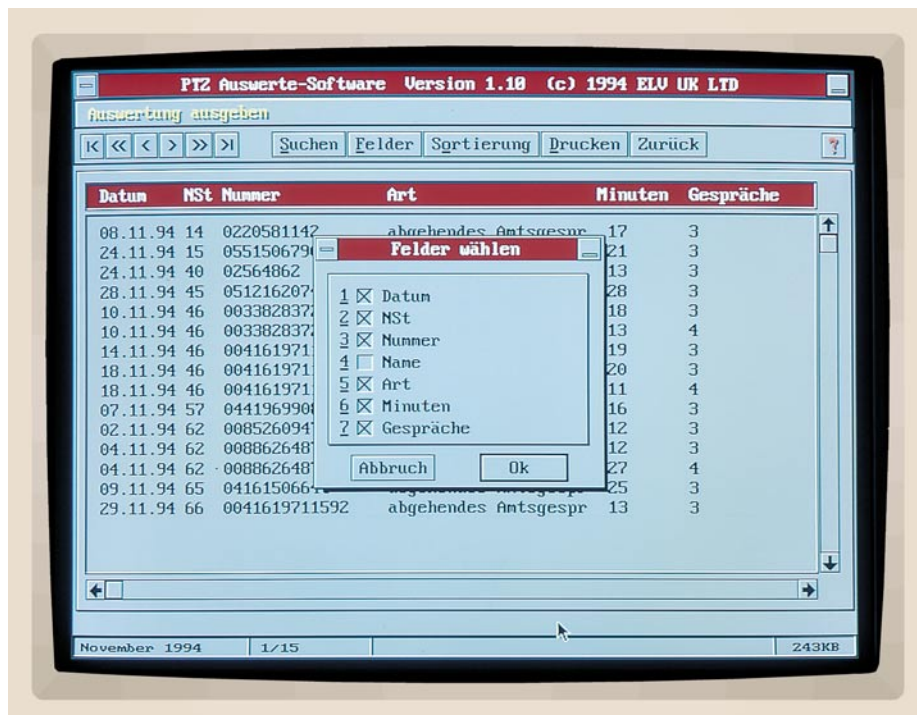 PTZ Auswerte-Software Version 1.10 (c) 1994 ELV UK LTD
Auswertung ausgeben
Suchen Felder Sortierung Drucken Zurück ?
Datum NSt Nummer Art Minuten Gespräche
08.11.94 14 0220581142 abgehendes Amtsgespr 17 3
24.11.94 15 21 3
24.11.94 40 02564862 13 3
28.11.94 45 28 3
10.11.94 46 18 3
10.11.94 46 13 4
14.11.94 46 19 3
18.11.94 46 20 3
18.11.94 46 11 4
07.11.94 57 16 3
02.11.94 62 12 3
04.11.94 62 12 3
04.11.94 62 27 4
09.11.94 65 25 3
29.11.94 66 0041619711592 abgehendes Amtsgespr 13 3
Felder wählen
1 Datum
2 NSt
3 Nummer
4 Name
5 Art
6 Minuten
7 Gespräche
Abbruch Ok
November 1994 1/15 243KB